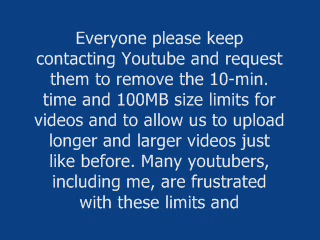 Everyone please keep
contacting Youtube and request
them to remove the 10-min.
time and 100MB size limits for
videos and to allow us to upload
longer and larger videos just
like before. Many youtubers,
including me, are frustrated
with these limits and